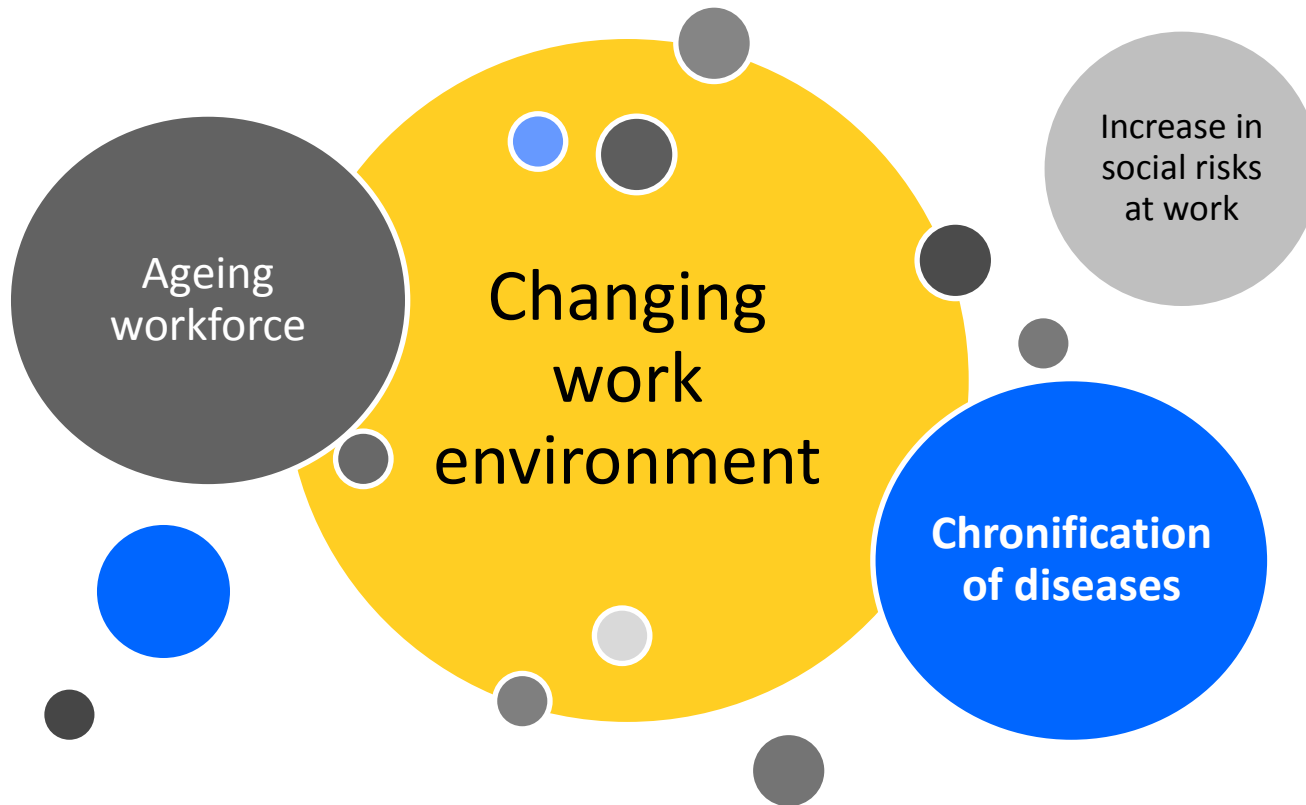 Ageing
workforce
Changing
work
environment
Increase in
social risks
at work
Chronification
of diseases